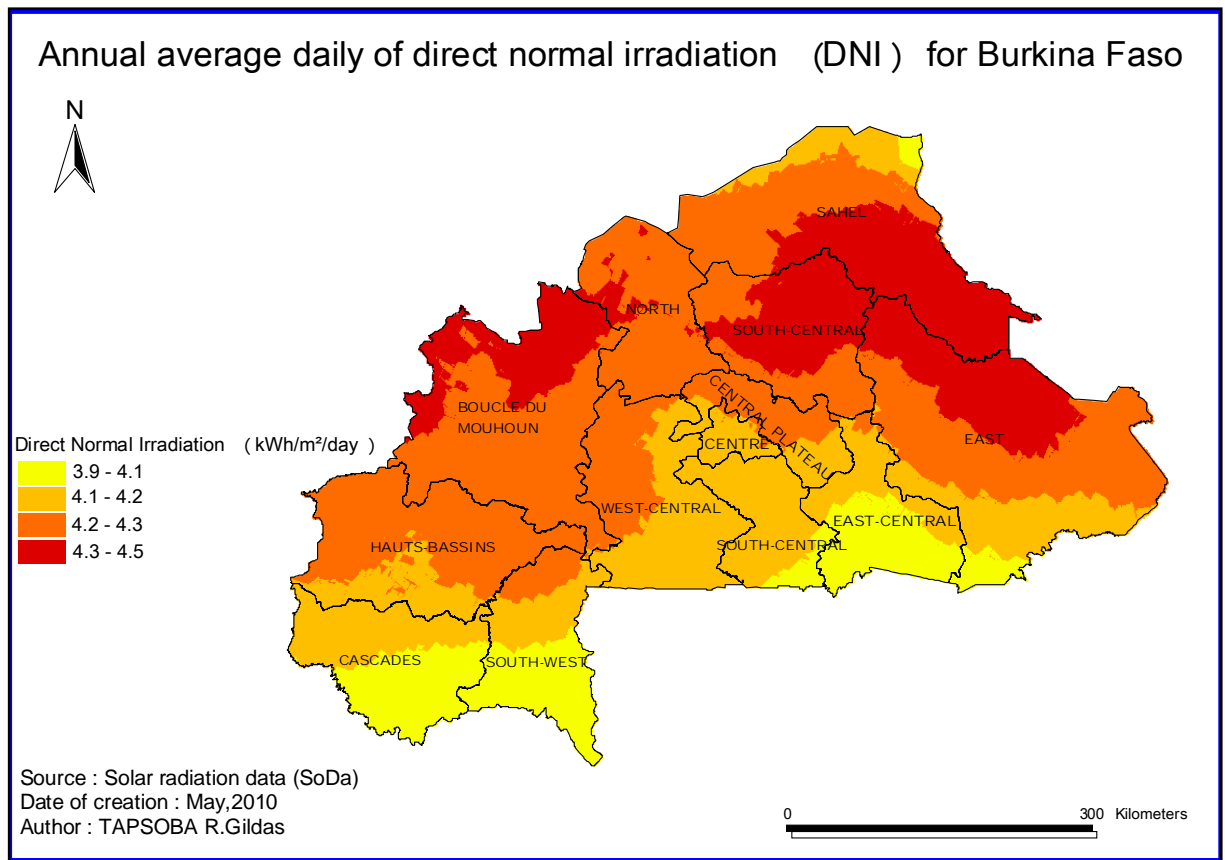 Annual average daily of direct normal irradiation (DNI ) for Burkina Faso
N
SAHEL
NORTH
SOUTH-CENTRAL
BOUCLE DU
MOUHOUN
CENTRAL PLATEAU
CENTRE
EAST
WEST-CENTRAL
EAST-CENTRAL
HAUTS-BASSINS
SOUTH-CENTRAL
CASCADES
SOUTH-WEST
Direct Normal Irradiation ( kWh/m²/day )
3.9 - 4.1
4.1 - 4.2
4.2 - 4.3
4.3 - 4.5
Source : Solar radiation data (SoDa)
Date of creation : May,2010
Author : TAPSOBA R.Gildas
0 300 Kilometers